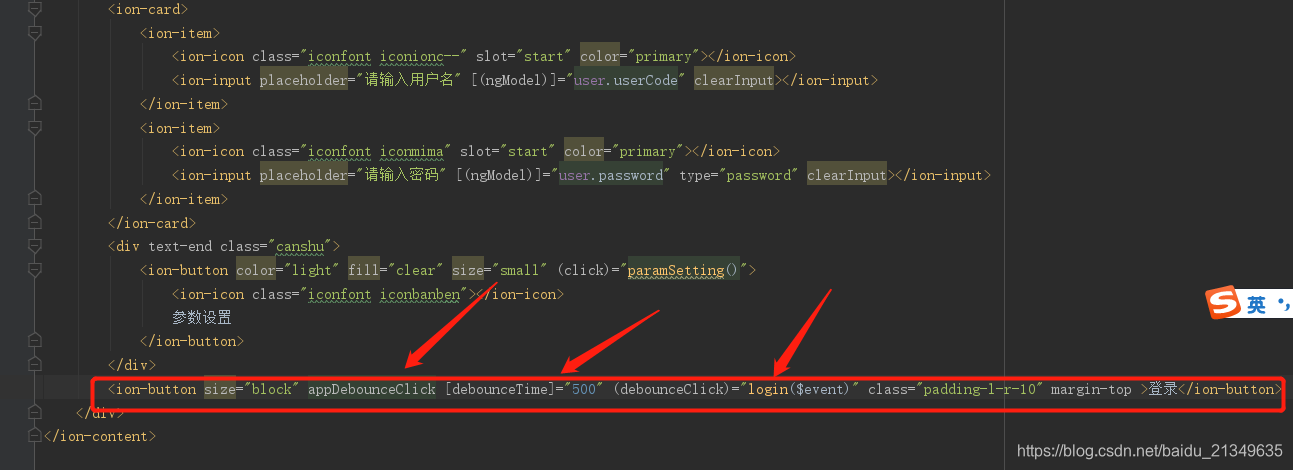 <ion-card>
<ion-item>
<ion-icon class="iconfont iconionc--" slot="start" color="primary"></ion-icon>
<ion-input placeholder="请输入用户名" [(ngModel)]="user.userCode" clearInput></ion-input>
</ion-item>
<ion-item>
<ion-icon class="iconfont iconmima" slot="start" color="primary"></ion-icon>
<ion-input placeholder="请输入密码" [(ngModel)]="user.password" type="password" clearInput></ion-input>
</ion-item>
</ion-card>
<div text-end class="canshu">
<ion-button color="light" fill="clear" size="small" (click)="paramSetting()">
<ion-icon class="iconfont iconbanben"></ion-icon>
参数设置
</ion-button>
</div>
<ion-button size="block" appDebounceClick [debounceTime]="500" (debounceClick)="login($event)" class="padding-l-r-10" margin-top >登录</ion-button>
</div>
</ion-content>
S 英
https://blog.csdn.net/baidu_21349635